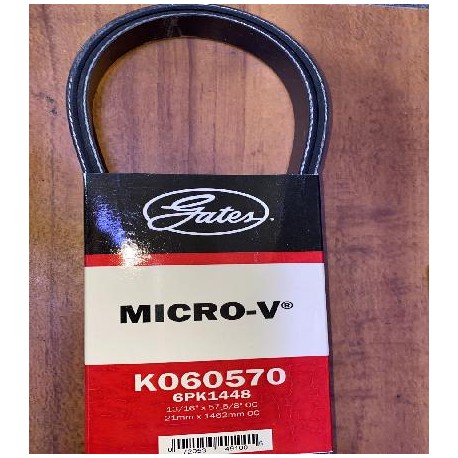 Gates
MICRO-V®
K060570
6PK1448
13/16" x 57 5/8" OC
21mm x 1462mm OC